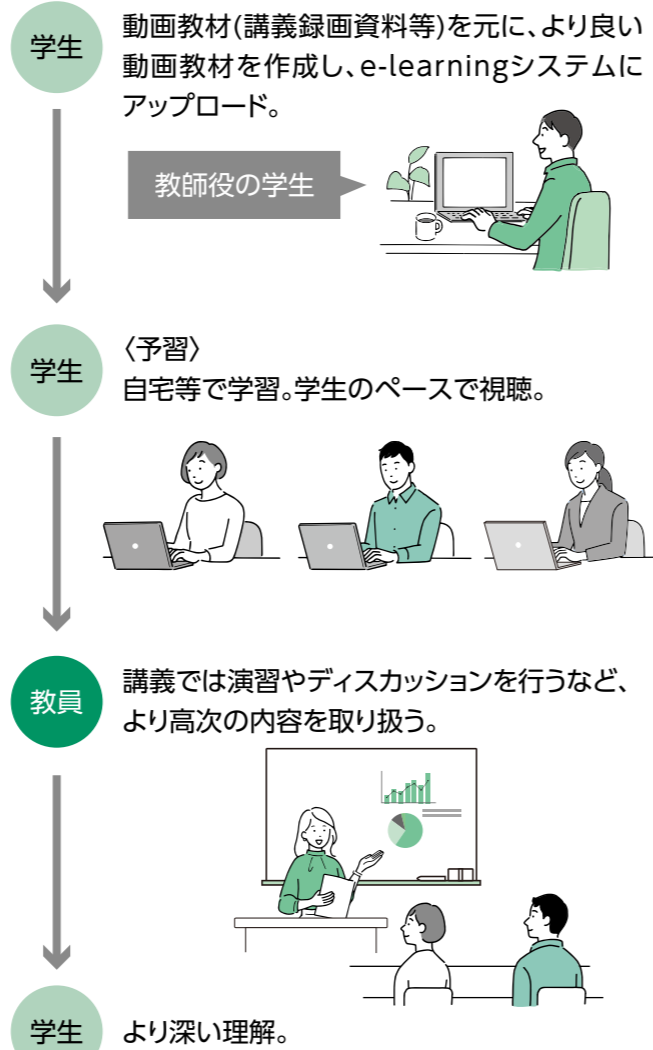 学生
動画教材(講義録画資料等)を元に、より良い
動画教材を作成し、e-learningシステムに
アップロード。
教師役の学生
学生
〈予習〉
自宅等で学習。学生のペースで視聴。
教員
講義では演習やディスカッションを行うなど、
より高次の内容を取り扱う。
学生
より深い理解。